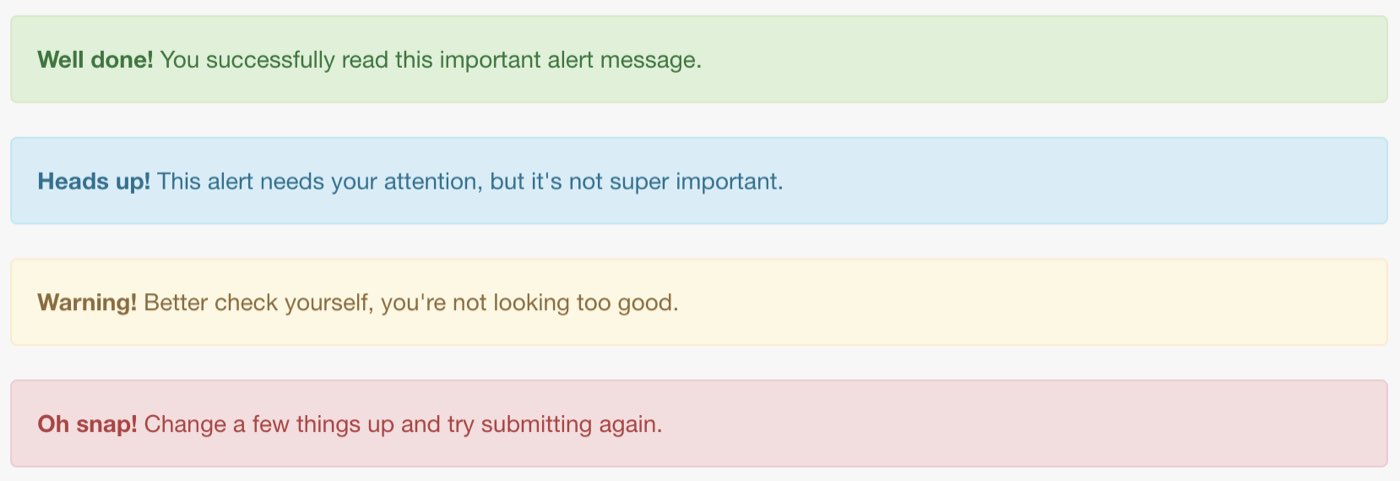 Well done! You successfully read this important alert message.
Heads up! This alert needs your attention, but it's not super important.
Warning! Better check yourself, you're not looking too good.
Oh snap! Change a few things up and try submitting again.